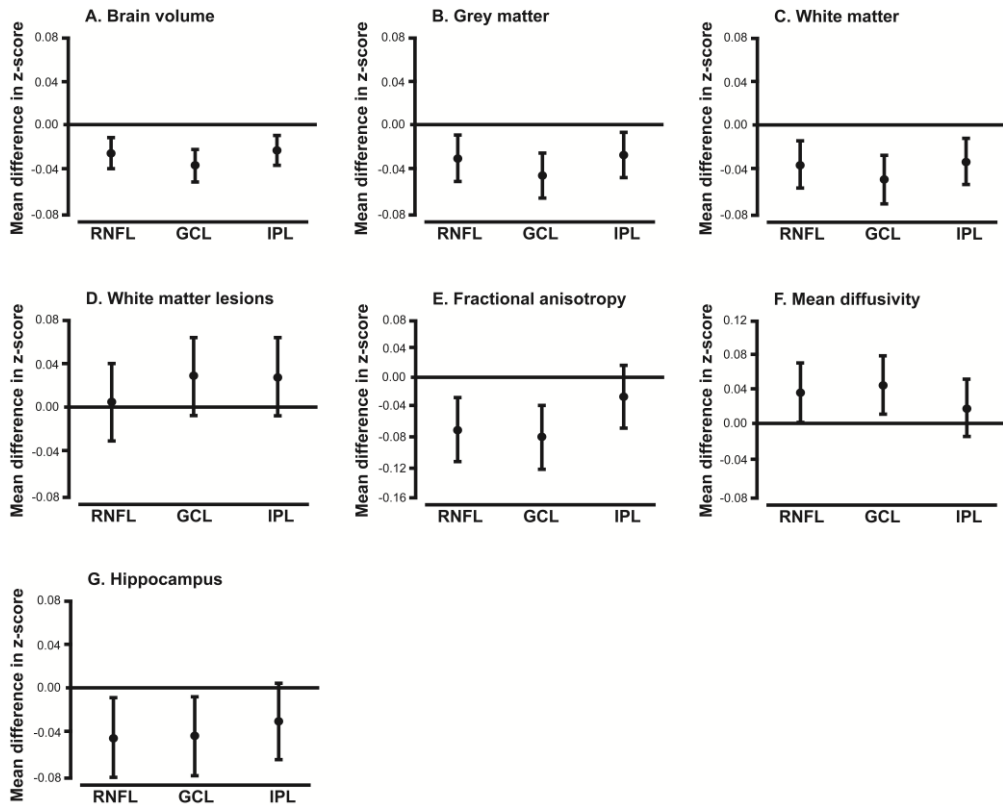 A. Brain volume
Mean difference in z-score
0.08
0.04
0.00
-0.04
-0.08
RNFL GCL IPL
B. Grey matter
Mean difference in z-score
0.08
0.04
0.00
-0.04
-0.08
RNFL GCL IPL
C. White matter
Mean difference in z-score
0.08
0.04
0.00
-0.04
-0.08
RNFL GCL IPL
D. White matter lesions
Mean difference in z-score
0.08
0.04
0.00
-0.08
RNFL GCL IPL
E. Fractional anisotropy
Mean difference in z-score
0.08
0.04
0.00
-0.04
-0.08
-0.12
-0.16
RNFL GCL IPL
F. Mean diffusivity
Mean difference in z-score
0.12
0.08
0.04
0.00
-0.04
-0.08
RNFL GCL IPL
G. Hippocampus
Mean difference in z-score
0.08
0.04
0.00
-0.04
-0.08
RNFL GCL IPL